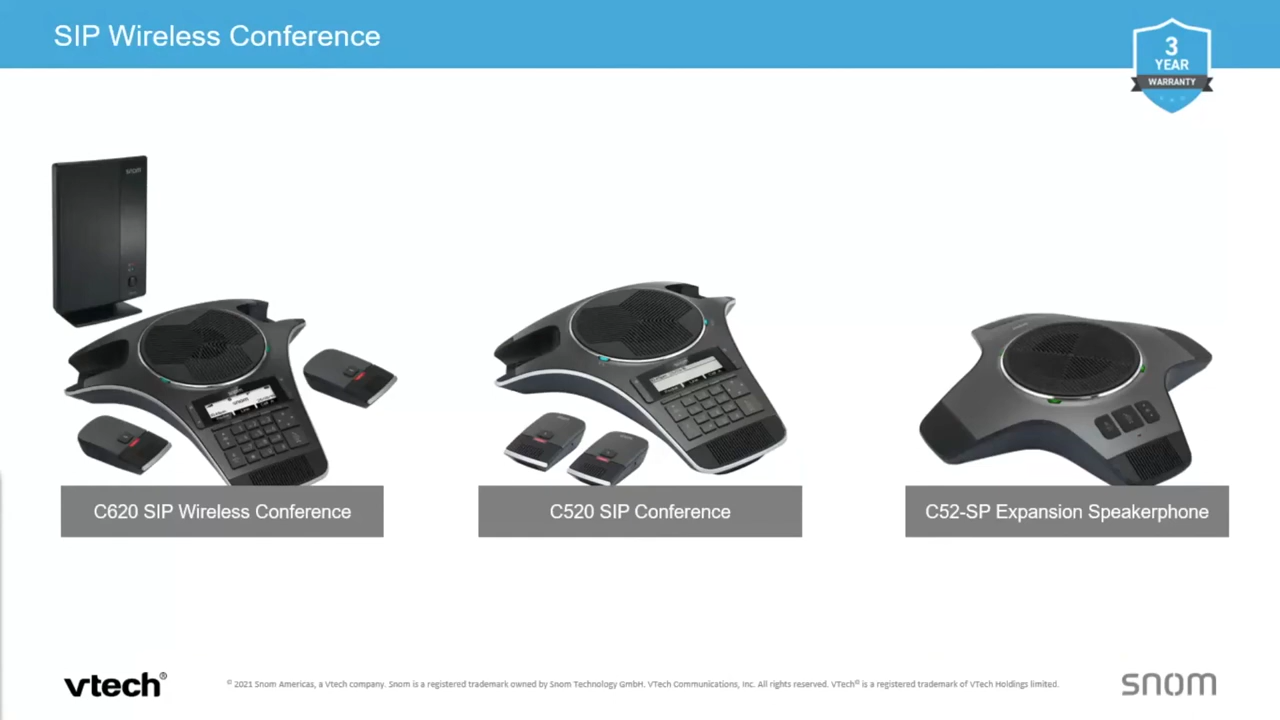 SIP Wireless Conference
3
YEAR
WARRANTY
snom
C620 SIP Wireless Conference
C520 SIP Conference
C52-SP Expansion Speakerphone
vtech®
© 2021 Snom Americas, a Vtech company. Snom is a registered trademark owned by Snom Technology GmbH. VTech Communications, Inc. All rights reserved. VTech® is a registered trademark of VTech Holdings limited.
snom